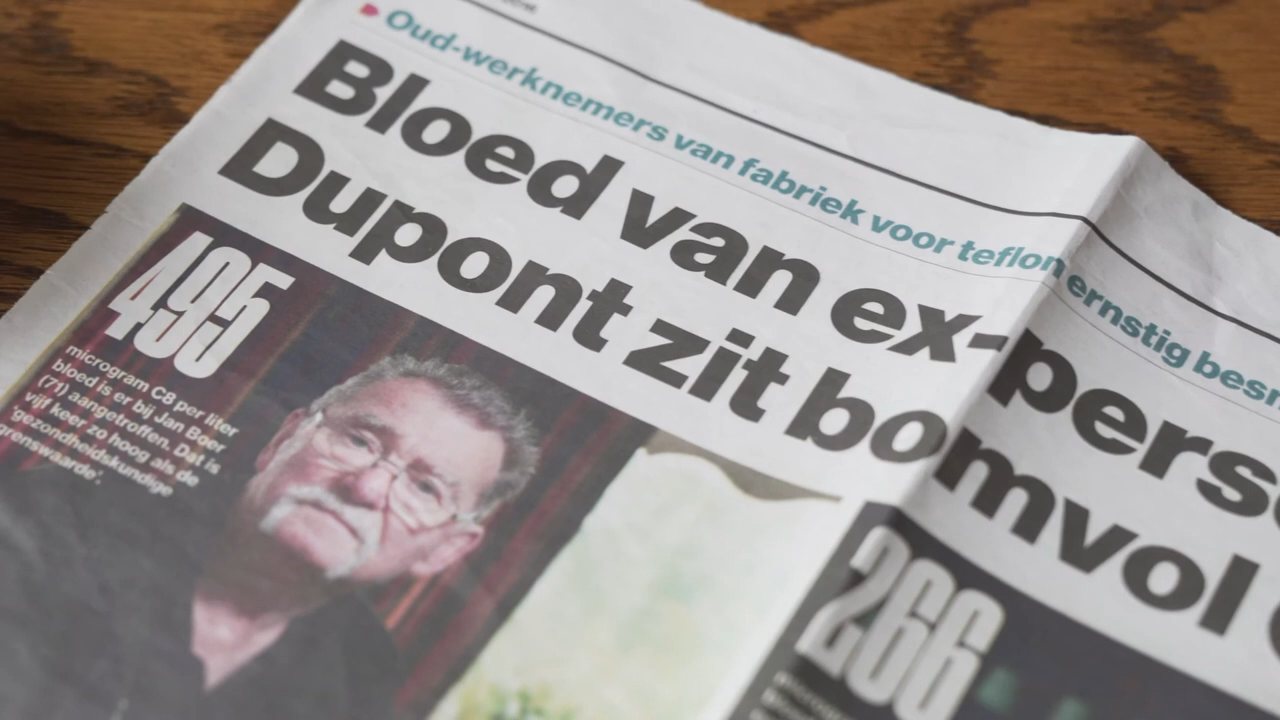 Oud-werknemers van fabriek voor teflon ernstig
Bloed van ex-pers
Dupont zit bomvol
495
microgram C8 per liter
bloed is er bij Jan Boer
(71) aangetroffen. Dat is
vijf keer zo hoog als de
'gezondheidskundige
grenswaarde'.
266